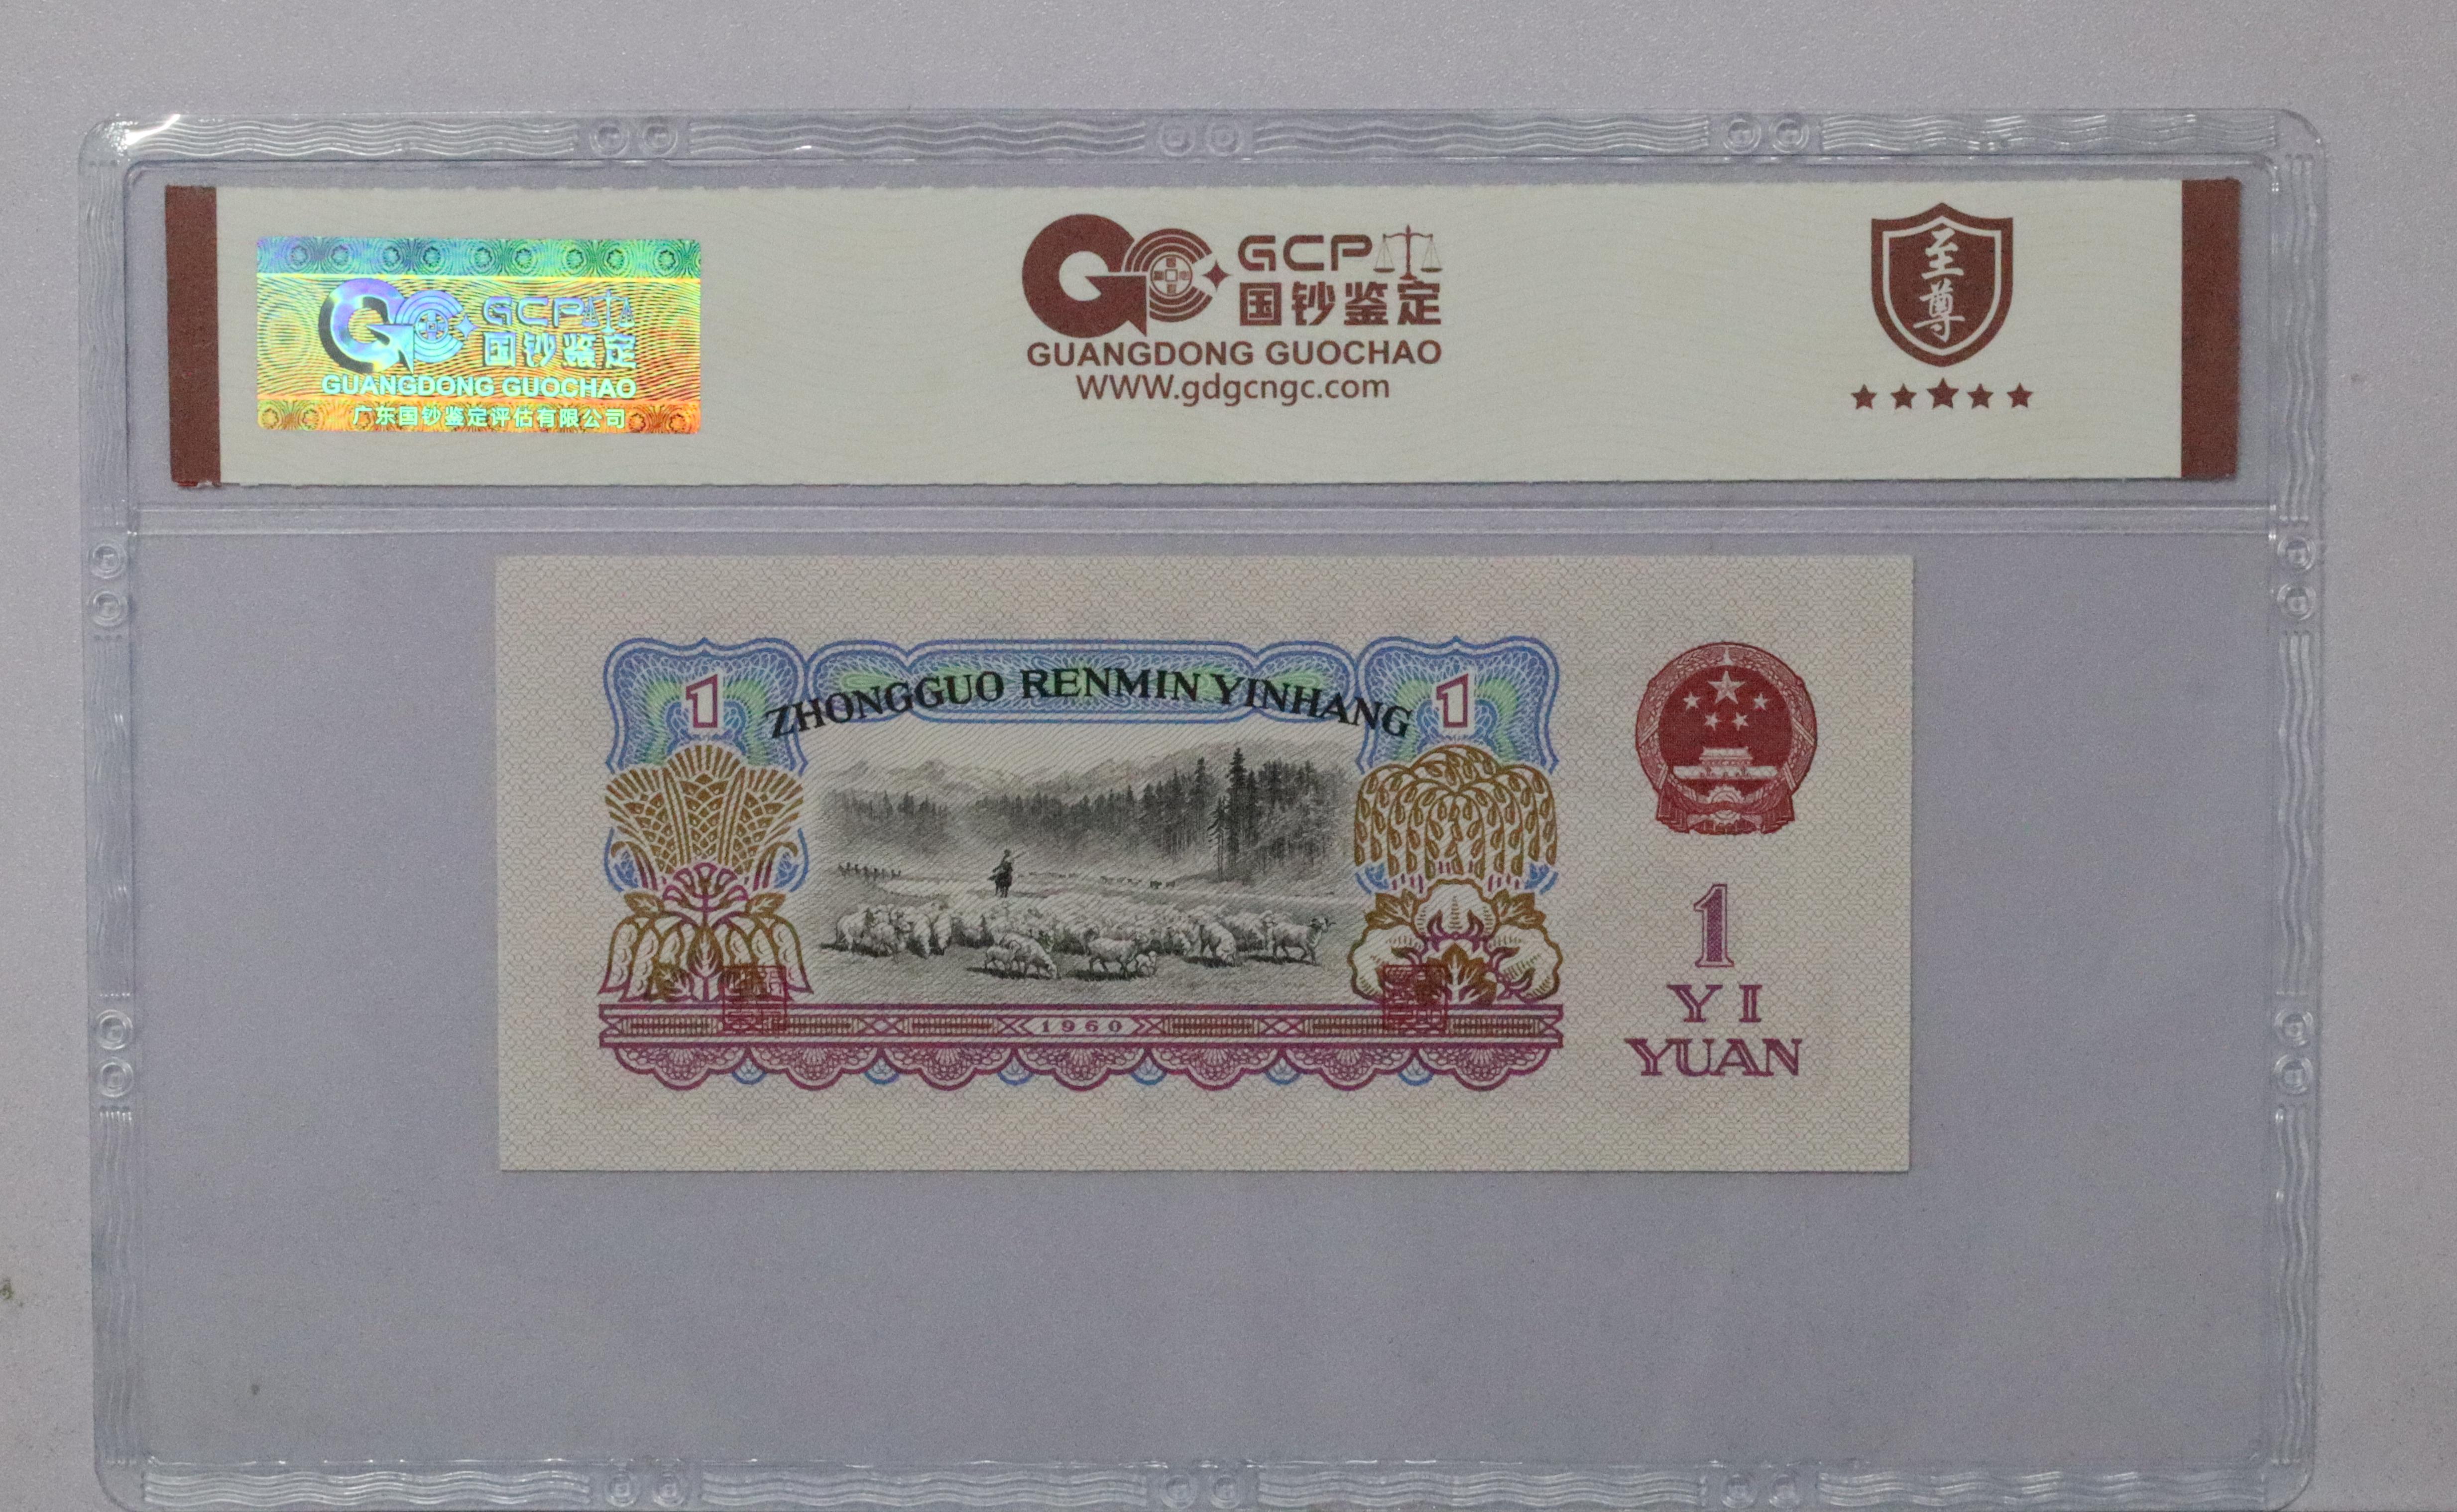 GCP
国钞鉴定
GUANGDONG GUOCHAO
广东国钞鉴定评估有限公司
GCP
国钞鉴定
GUANGDONG GUOCHAO
WWW.gdgcngc.com
至尊
1 ZHONGGUO RENMIN YINHANG 1
1960
1
YI
YUAN